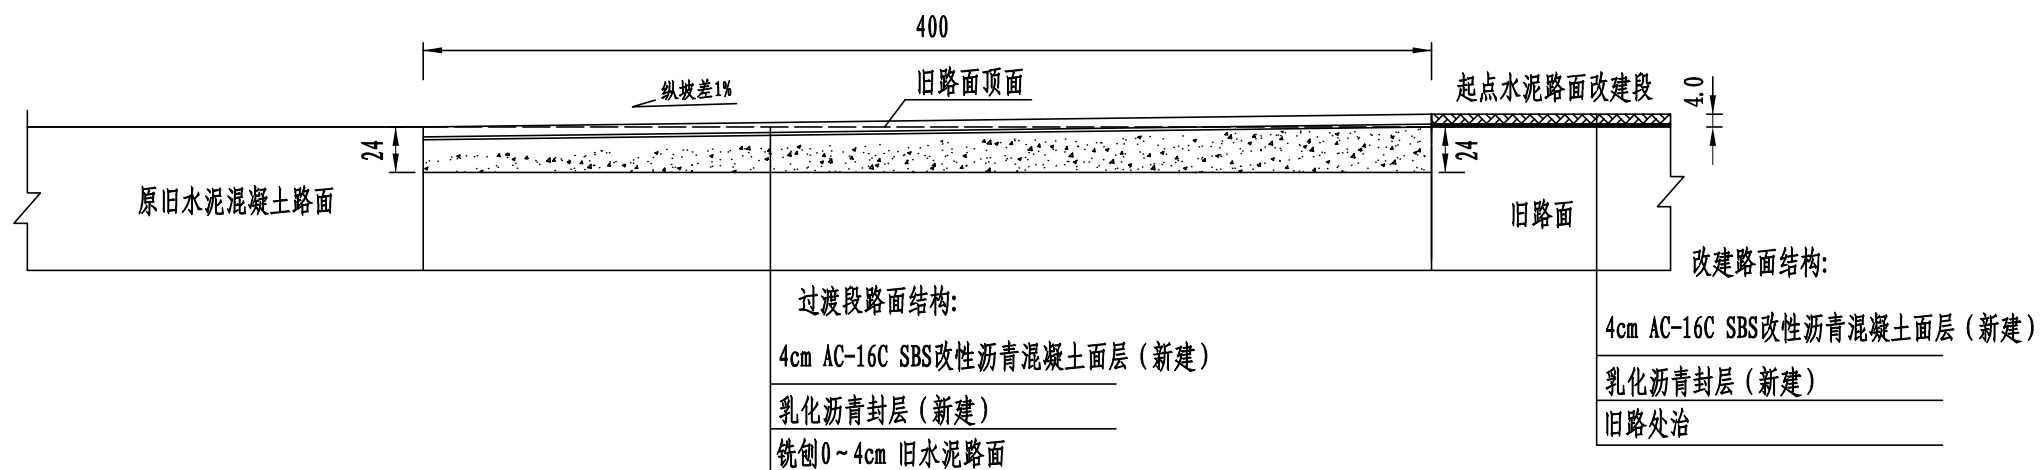 400
纵坡差1%
旧路面顶面
起点水泥路面改建段
4.0
24
24
原旧水泥混凝土路面
旧路面
改建路面结构:
过渡段路面结构:
4cm AC-16C SBS改性沥青混凝土面层（新建）
乳化沥青封层（新建）
铣刨0~4cm 旧水泥路面
4cm AC-16C SBS改性沥青混凝土面层（新建）
乳化沥青封层（新建）
旧路处治